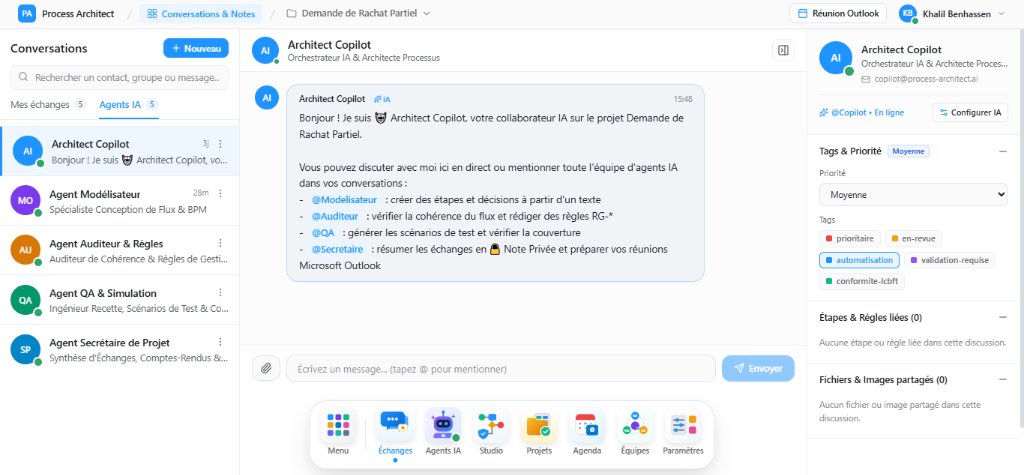 PA Process Architect / Conversations & Notes / Demande de Rachat Partiel
Réunion Outlook
KB Khalil Benhassen
Conversations
+ Nouveau
Rechercher un contact, groupe ou message..
Mes échanges 5 Agents IA 5
AI Architect Copilot 3j
Bonjour ! Je suis Architect Copilot, vo...
MO Agent Modélisateur 28m
Spécialiste Conception de Flux & BPM
AU Agent Auditeur & Règles
Auditeur de Cohérence & Règles de Gesti...
QA Agent QA & Simulation
Ingénieur Recette, Scénarios de Test & Co...
SP Agent Secrétaire de Projet
Synthèse d'Échanges, Comptes-Rendus &...
AI Architect Copilot
Orchestrateur IA & Architecte Processus
AI Architect Copilot IA 15:48
Bonjour ! Je suis Architect Copilot, votre collaborateur IA sur le projet Demande de
Rachat Partiel.
Vous pouvez discuter avec moi ici en direct ou mentionner toute l'équipe d'agents IA
dans vos conversations :
- @Modelisateur : créer des étapes et décisions à partir d'un texte
- @Auditeur : vérifier la cohérence du flux et rédiger des règles RG-*
- @QA : générer les scénarios de test et vérifier la couverture
- @Secretaire : résumer les échanges en Note Privée et préparer vos réunions
Microsoft Outlook
Écrivez un message... (tapez @ pour mentionner)
Envoyer
Menu Échanges Agents IA Studio Projets Agenda Équipes Paramètres
AI Architect Copilot
Orchestrateur IA & Architecte Proces...
copilot@process-architect.ai
@Copilot • En ligne
Configurer IA
Tags & Priorité Moyenne
Priorité
Moyenne
Tags
prioritaire en-revue
automatisation validation-requise
conformite-lcbft
Étapes & Règles liées (0)
Aucune étape ou règle liée dans cette discussion.
Fichiers & Images partagés (0)
Aucun fichier ou image partagé dans cette
discussion.